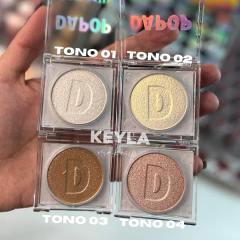 DAPOP DAPOP
TONO 01 TONO 02
D D
KEYLA
D D
TONO 03 TONO 04